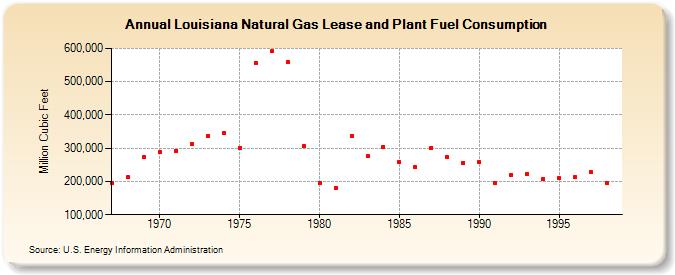 Annual Louisiana Natural Gas Lease and Plant Fuel Consumption
Million Cubic Feet
600,000
500,000
400,000
300,000
200,000
100,000
1970 1975 1980 1985 1990 1995
Source: U.S. Energy Information Administration